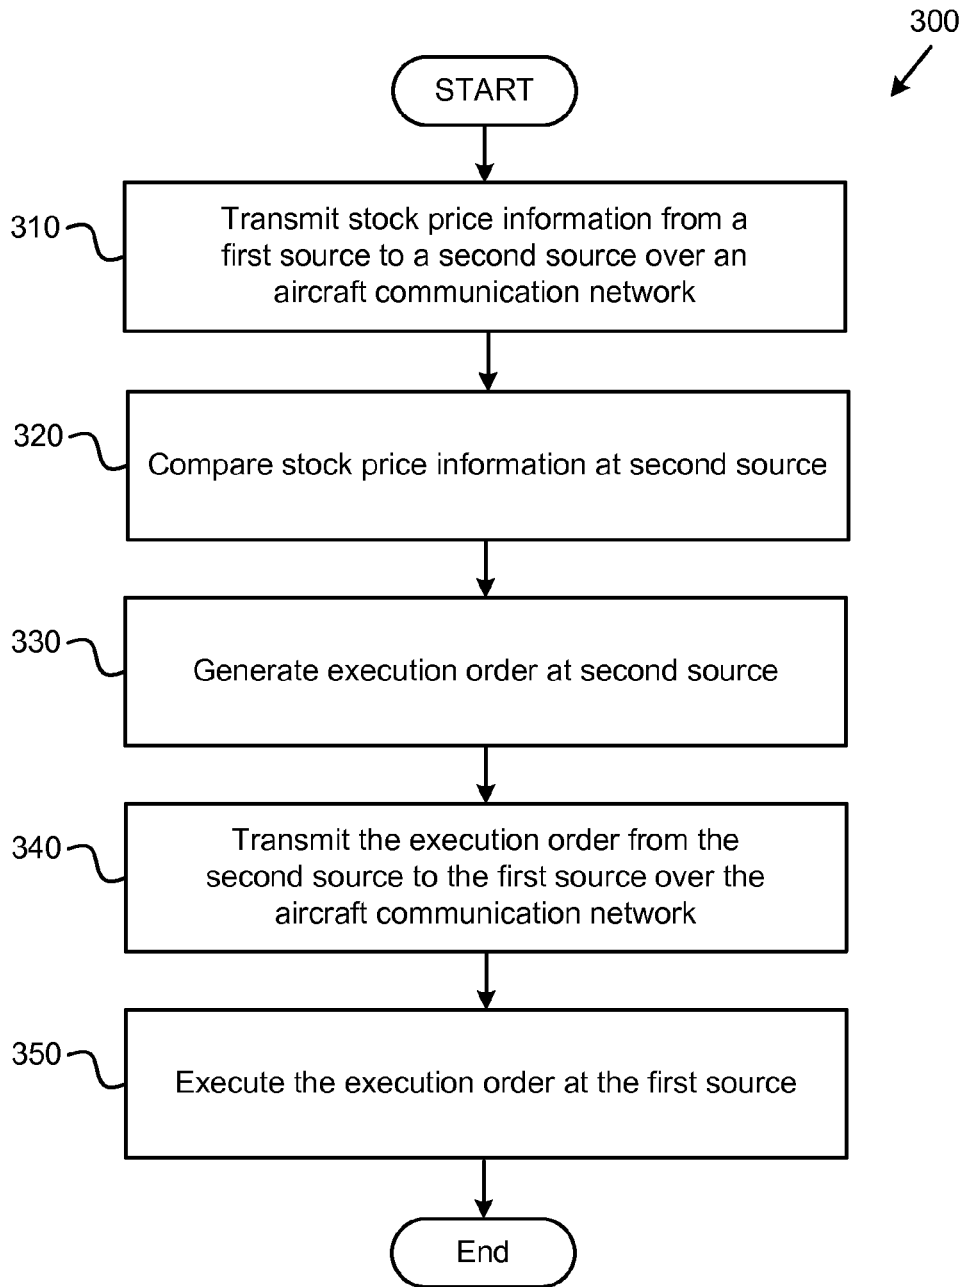 300
START
310
Transmit stock price information from a
first source to a second source over an
aircraft communication network
320
Compare stock price information at second source
330
Generate execution order at second source
340
Transmit the execution order from the
second source to the first source over the
aircraft communication network
350
Execute the execution order at the first source
End